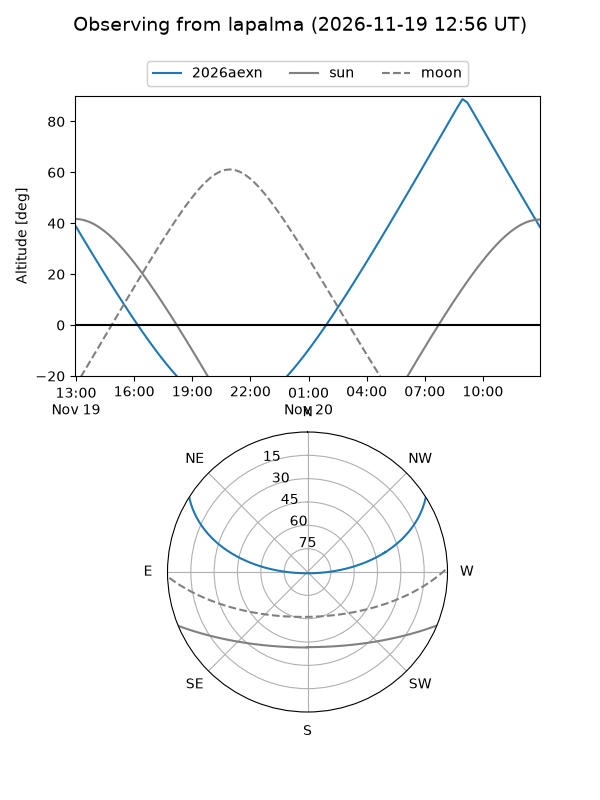 Observing from lapalma (2026-11-19 12:56 UT)
2026aexn sun moon
Altitude [deg]
80
60
40
20
0
−20
13:00 16:00 19:00 22:00 01:00 04:00 07:00 10:00
Nov 19 Nov 20
N
NE NW
15
30
45
60
75
E W
SE SW
S